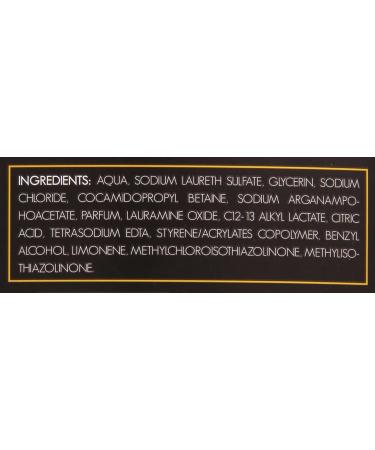 INGREDIENTS: AQUA, SODIUM LAURETH SULFATE, GLYCERIN, SODIUM
CHLORIDE, COCAMIDOPROPYL BETAINE, SODIUM ARGANAMPO-
HOACETATE, PARFUM, LAURAMINE OXIDE, C12-13 ALKYL LACTATE, CITRIC
ACID, TETRASODIUM EDTA, STYRENE/ACRYLATES COPOLYMER, BENZYL
ALCOHOL, LIMONENE, METHYLCHLOROISOTHIAZOLINONE, METHYLISO-
THIAZOLINONE.